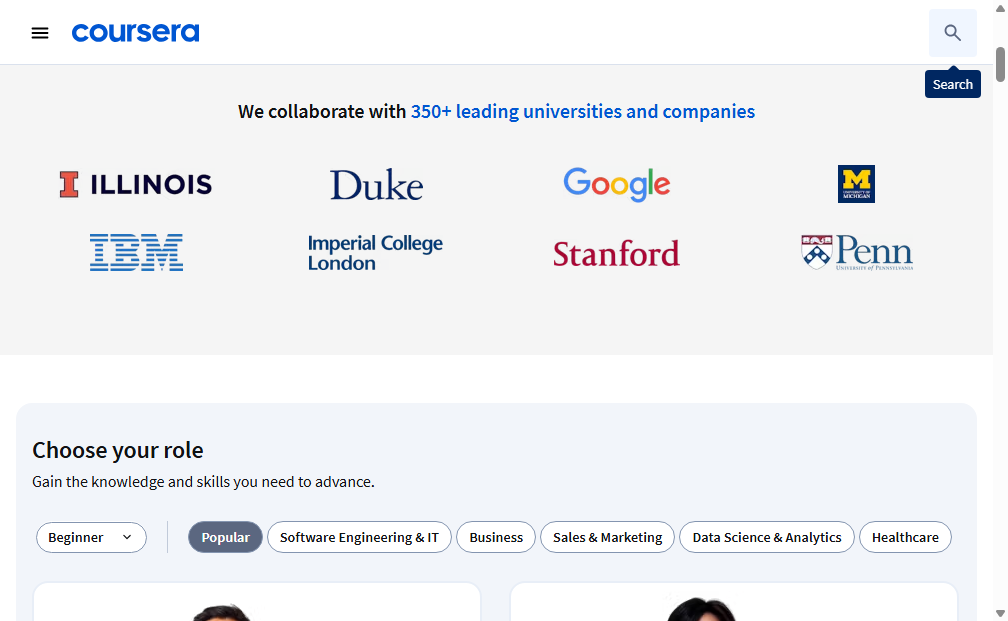 coursera
Search
We collaborate with 350+ leading universities and companies
I ILLINOIS
Duke
Google
M
UNIVERSITY OF
MICHIGAN
IBM
Imperial College
London
Stanford
Penn
UNIVERSITY OF PENNSYLVANIA
Choose your role
Gain the knowledge and skills you need to advance.
Beginner
Popular
Software Engineering & IT
Business
Sales & Marketing
Data Science & Analytics
Healthcare